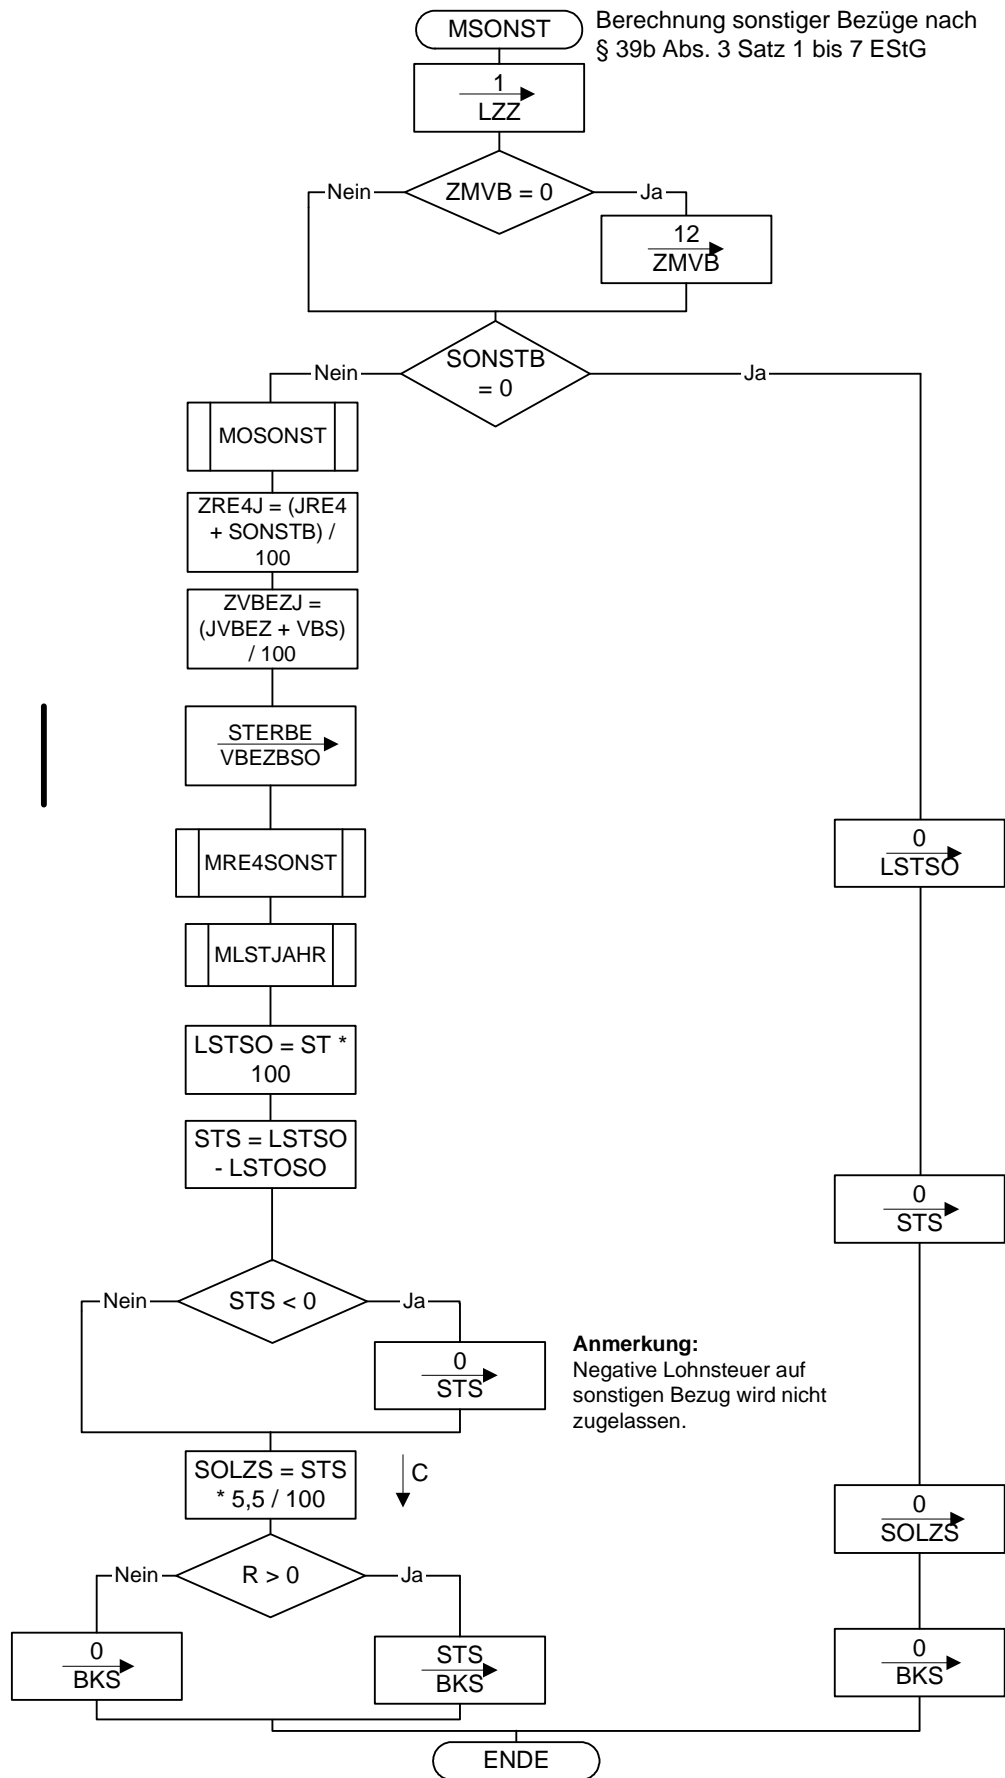 MSONST
Berechnung sonstiger Bezüge nach
§ 39b Abs. 3 Satz 1 bis 7 EStG
1
LZZ
Nein
ZMVB = 0
Ja
12
ZMVB
SONSTB
= 0
Nein
Ja
MOSONST
ZRE4J = (JRE4
+ SONSTB) /
100
ZVBEZJ =
(JVBEZ + VBS)
/ 100
STERBE
VBEZBSO
MRE4SONST
0
LSTSO
MLSTJAHR
LSTSO = ST *
100
STS = LSTSO
- LSTOSO
0
STS
Nein
STS < 0
Ja
0
STS
Anmerkung:
Negative Lohnsteuer auf
sonstigen Bezug wird nicht
zugelassen.
SOLZS = STS
* 5,5 / 100
C
0
SOLZS
Nein
R > 0
Ja
0
BKS
STS
BKS
0
BKS
ENDE